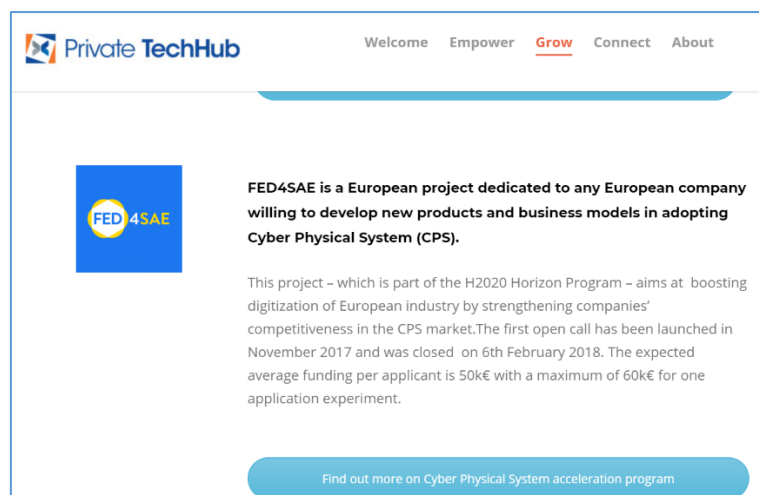 Private TechHub
Welcome Empower Grow Connect About
FED4SAE
FED4SAE is a European project dedicated to any European company
willing to develop new products and business models in adopting
Cyber Physical System (CPS).
This project – which is part of the H2020 Horizon Program – aims at  boosting
digitization of European industry by strengthening companies’
competitiveness in the CPS market.The first open call has been launched in
November 2017 and was closed  on 6th February 2018. The expected
average funding per applicant is 50k€ with a maximum of 60k€ for one
application experiment.
Find out more on Cyber Physical System acceleration program